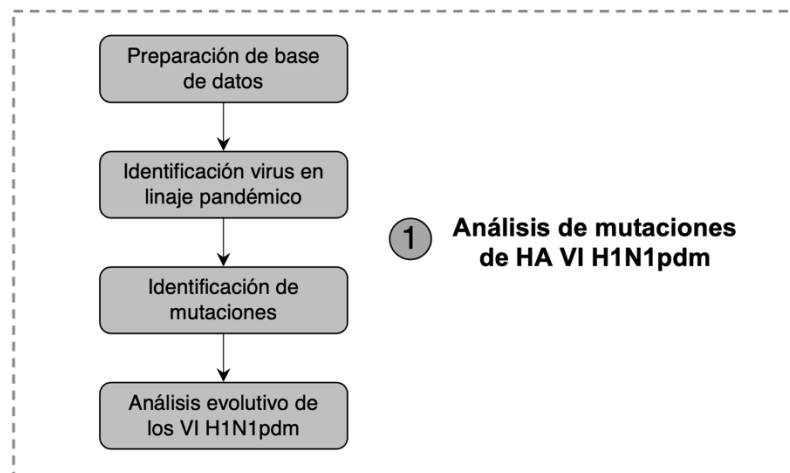 Preparación de base
de datos
Identificación virus en
linaje pandémico
Identificación de
mutaciones
Análisis evolutivo de
los VI H1N1pdm
1
Análisis de mutaciones
de HA VI H1N1pdm